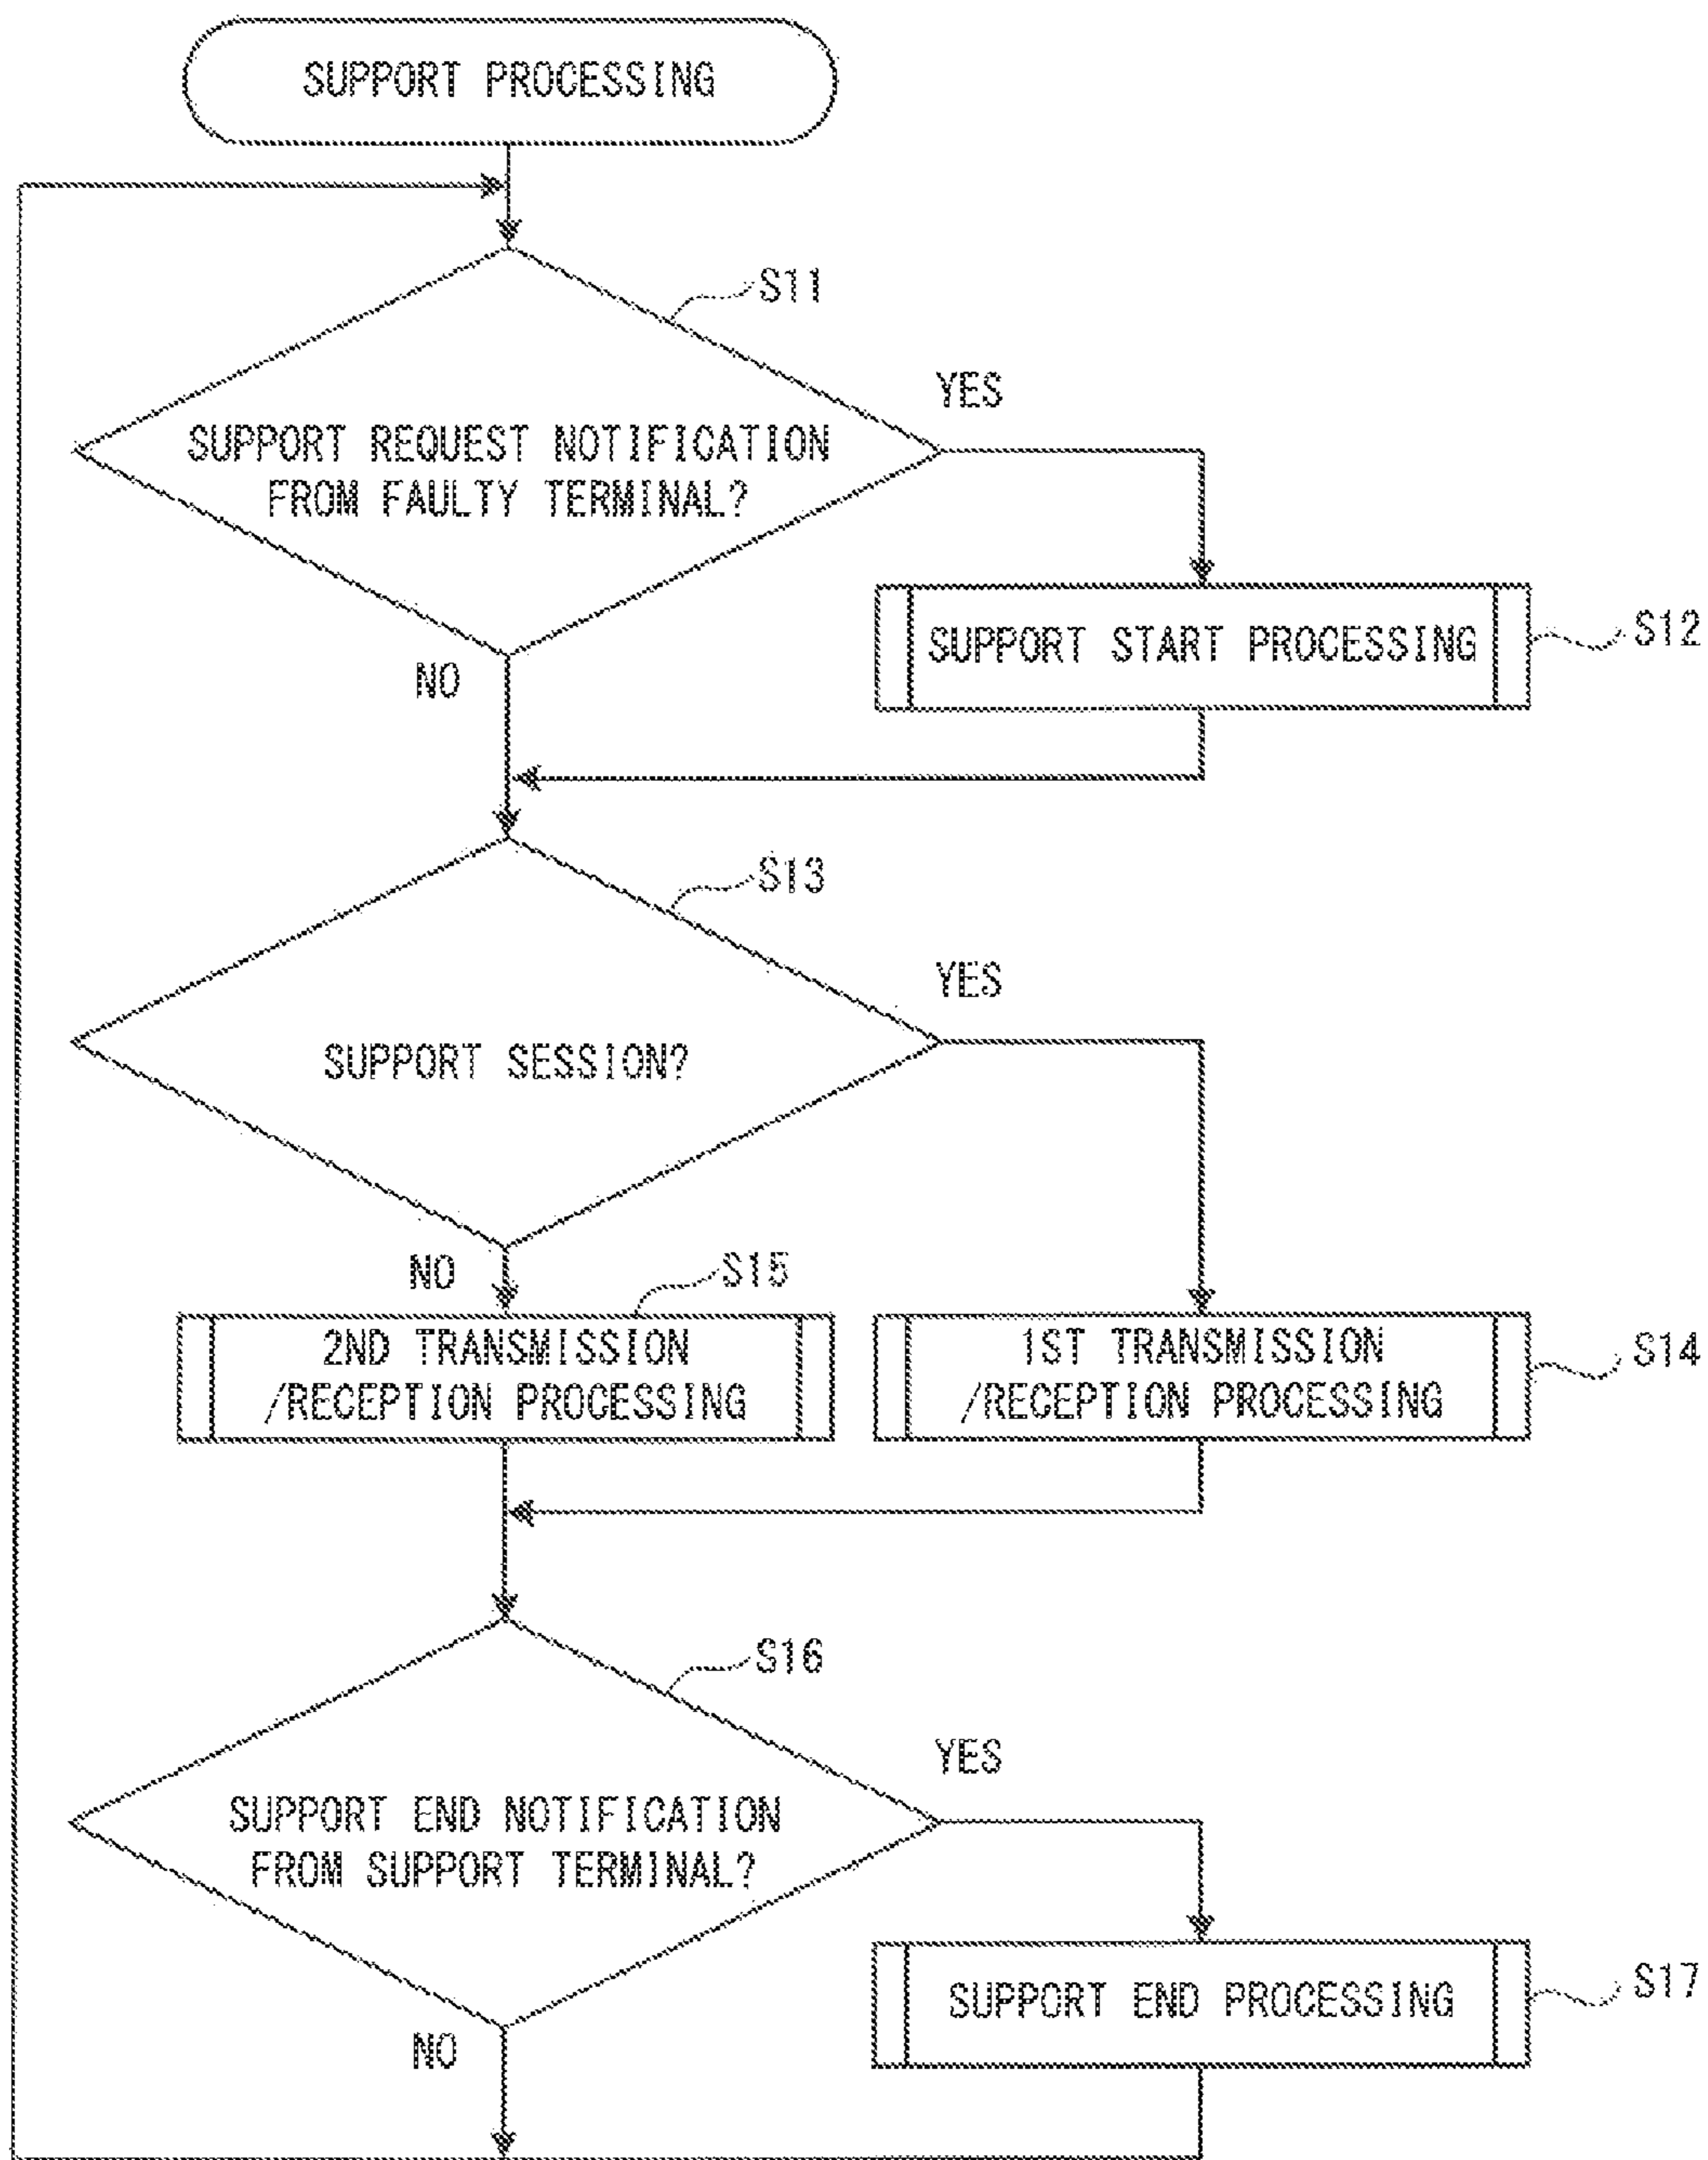 SUPPORT PROCESSING
S11
YES
SUPPORT REQUEST NOTIFICATION
FROM FAULTY TERMINAL?
NO
SUPPORT START PROCESSING
S12
S13
YES
SUPPORT SESSION?
NO
S15
2ND TRANSMISSION
/RECEPTION PROCESSING
1ST TRANSMISSION
/RECEPTION PROCESSING
S14
S16
YES
SUPPORT END NOTIFICATION
FROM SUPPORT TERMINAL?
NO
SUPPORT END PROCESSING
S17